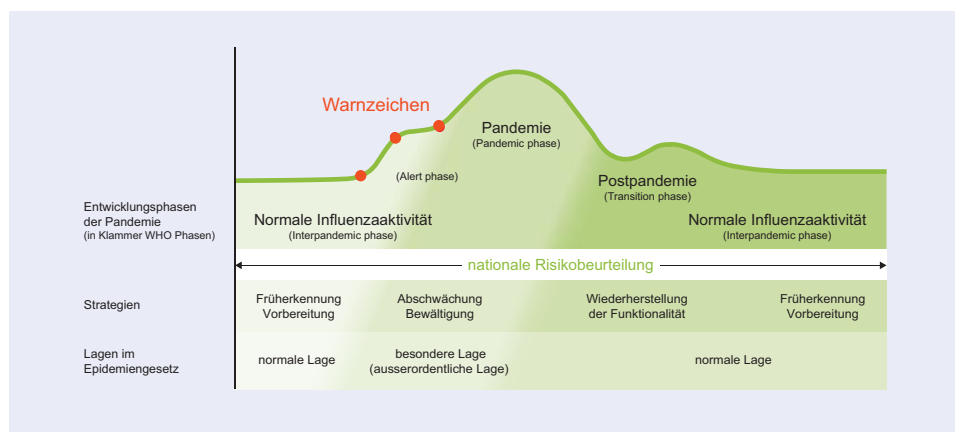 Warnzeichen
Pandemie
(Pandemic phase)
(Alert phase)
Postpandemie
(Transition phase)
Entwicklungsphasen
der Pandemie
(in Klammer WHO Phasen)
Normale Influenzaaktivität
(Interpandemic phase)
Normale Influenzaaktivität
(Interpandemic phase)
nationale Risikobeurteilung
Strategien
Früherkennung
Vorbereitung
Abschwächung
Bewältigung
Wiederherstellung
der Funktionalität
Früherkennung
Vorbereitung
Lagen im
Epidemiengesetz
normale Lage
besondere Lage
(ausserordentliche Lage)
normale Lage